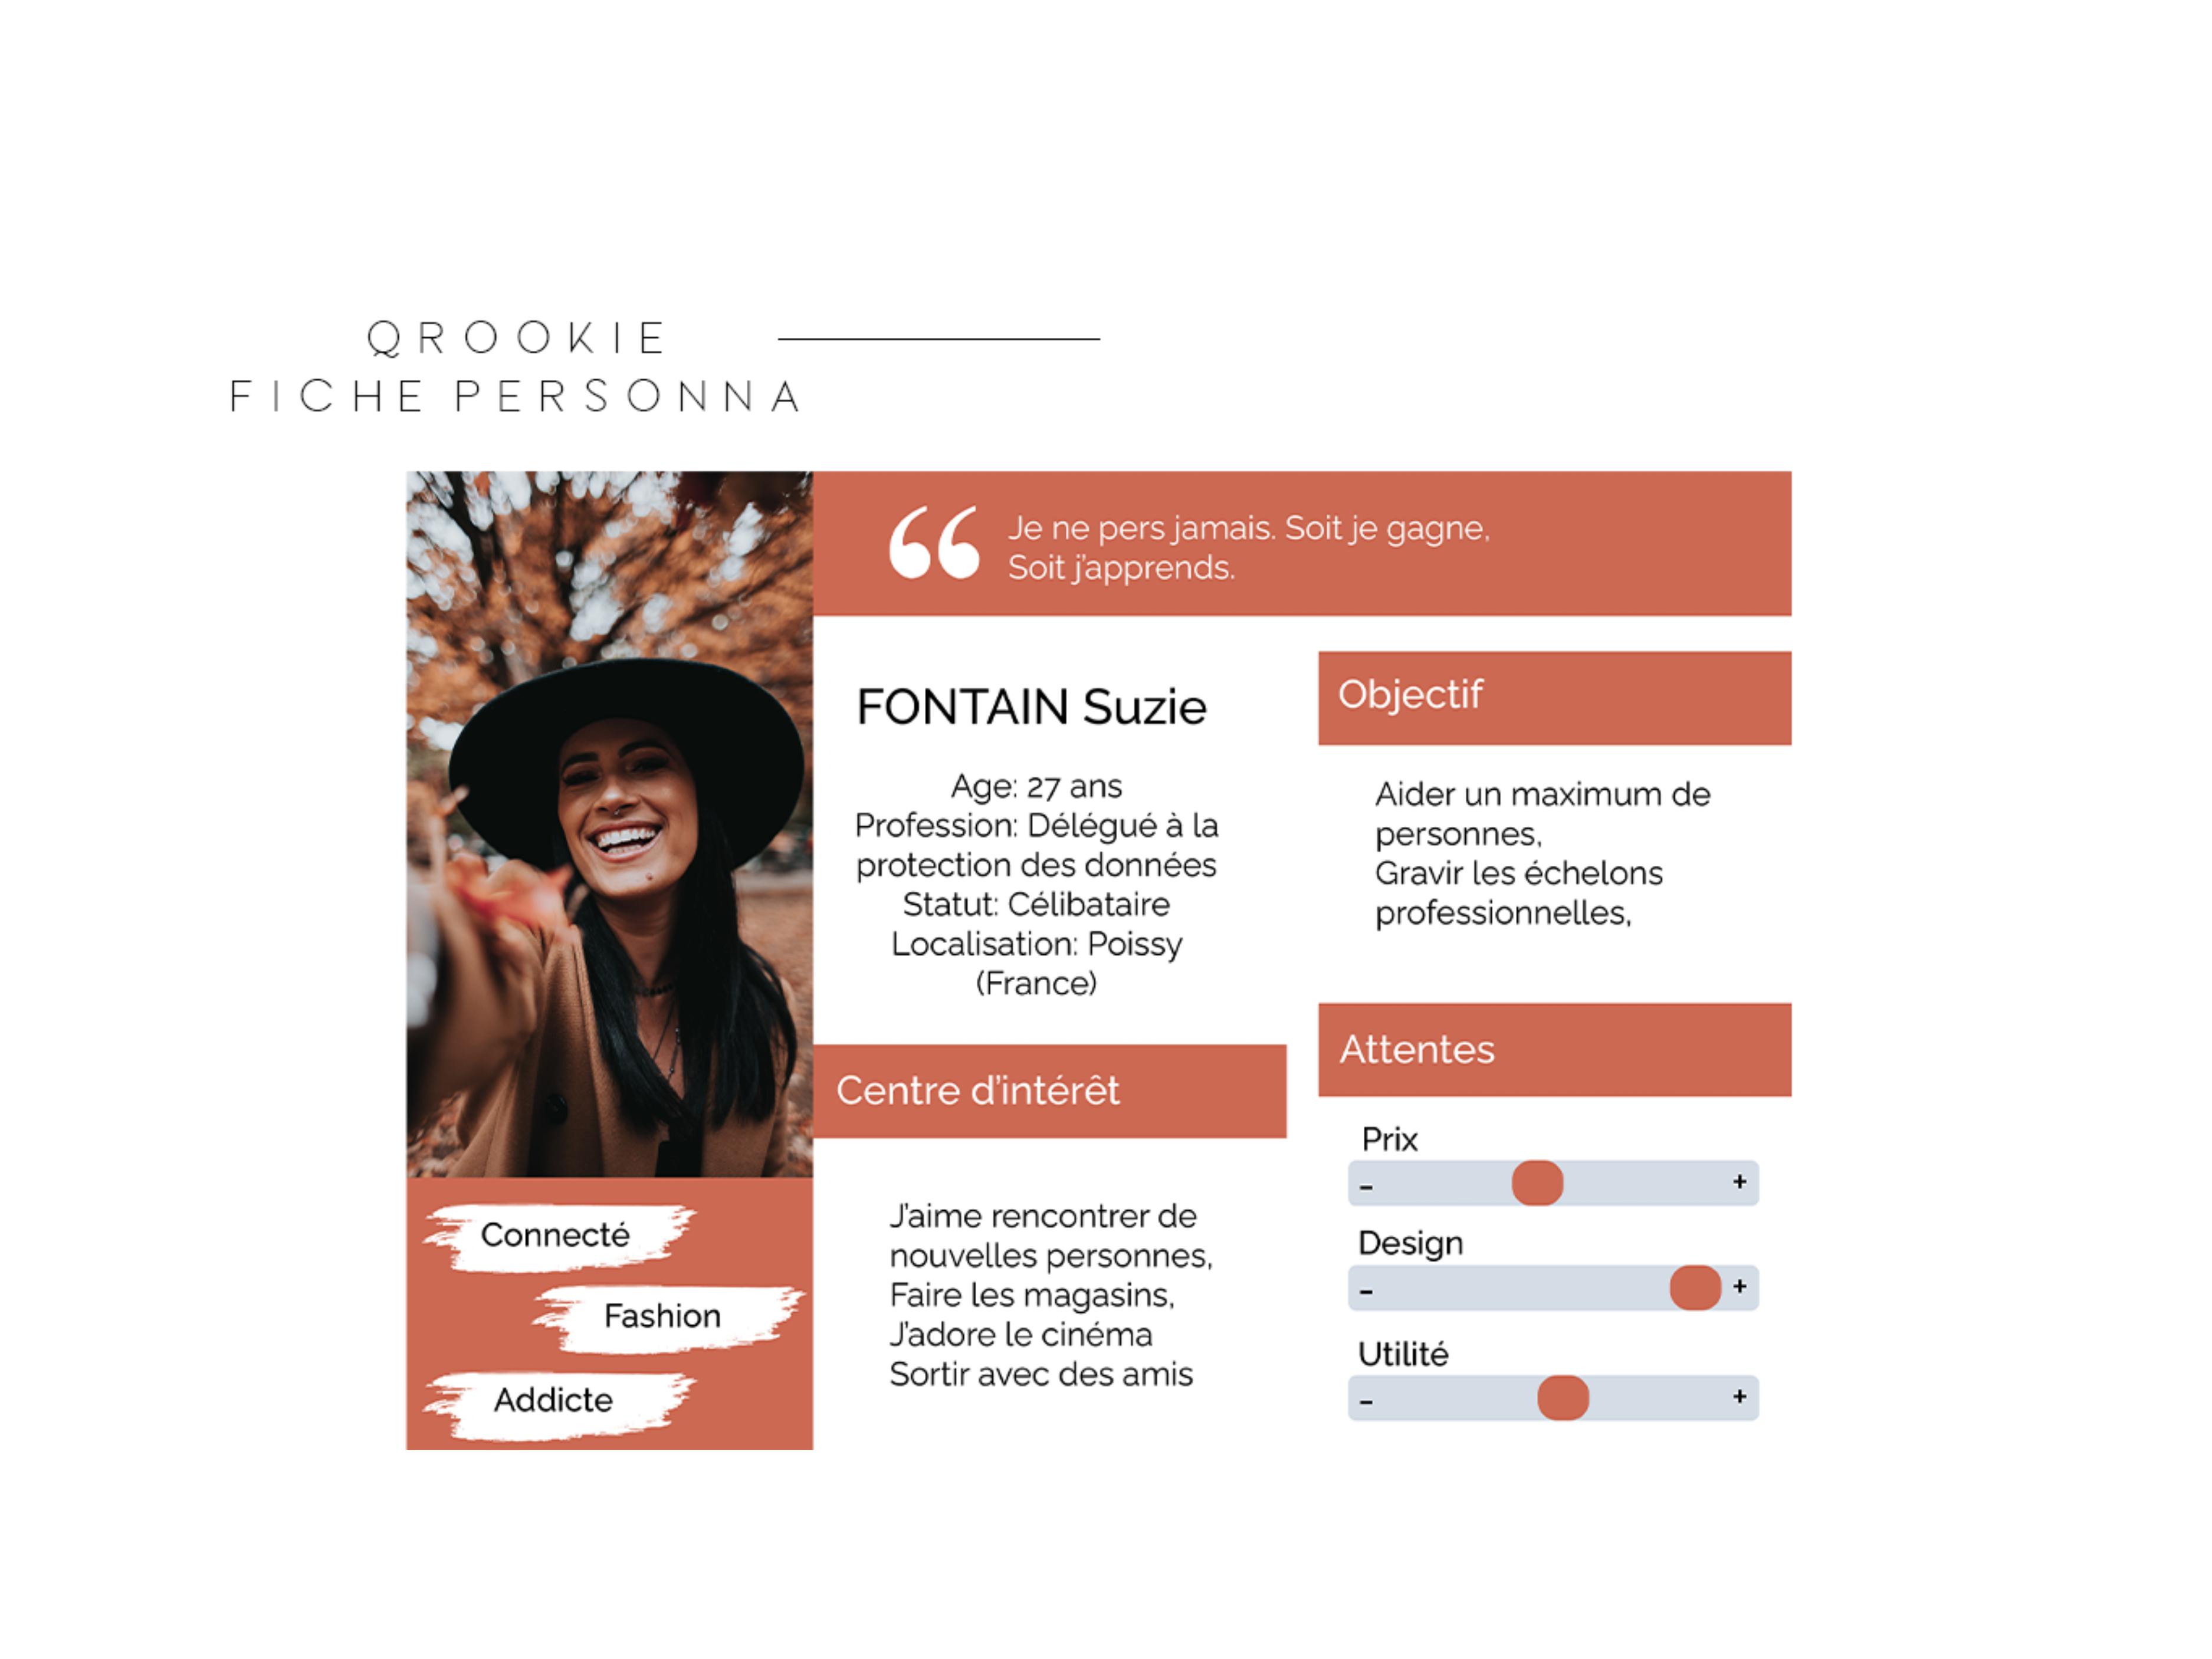 QROOKIE
FICHE PERSONNA
Je ne pers jamais. Soit je gagne,
Soit j'apprends.
FONTAIN Suzie
Age: 27 ans
Profession: Délégué à la
protection des données
Statut: Célibataire
Localisation: Poissy
(France)
Centre d'intérêt
J'aime rencontrer de
nouvelles personnes,
Faire les magasins,
J'adore le cinéma
Sortir avec des amis
Objectif
Aider un maximum de
personnes,
Gravir les échelons
professionnelles,
Attentes
Prix
- +
Design
- +
Utilité
- +
Connecté
Fashion
Addicte